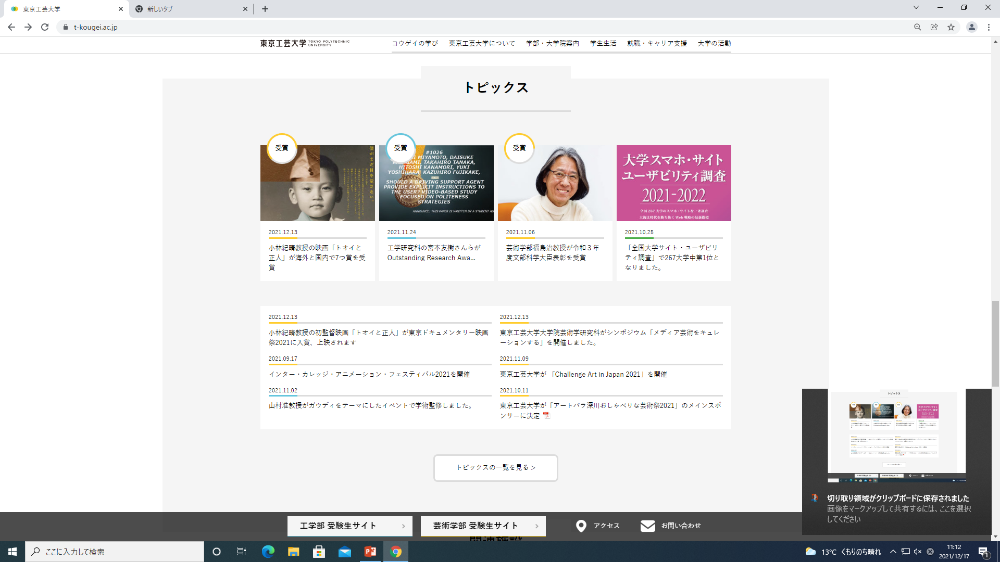 東京工芸大学
新しいタブ
t-kougei.ac.jp
東京工芸大学 TOKYO POLYTECHNIC UNIVERSITY
コウゲイの学び 東京工芸大学について 学部・大学院案内 学生生活 就職・キャリア支援 大学の活動
トピックス
受賞
僕がまだ目を覚さない。
2021.12.13
小林紀晴教授の映画「トオイと
正人」が海外と国内で7つ賞を受
賞
受賞
#1026
MIYAMOTO, DAISUKE
TAKAHIRO TANAKA,
HITOSHI KANAMORI, YUKI
YOSHIHARA, KAZUHIRO FUJIKAKE,
SHOULD A DRIVING SUPPORT AGENT
PROVIDE EXPLICIT INSTRUCTIONS TO
THE USER? VIDEO-BASED STUDY
FOCUSED ON POLITENESS
STRATEGIES
ANNOUNCE: THIS PAPER IS WRITTEN BY A STUDENT AU
2021.11.24
工学研究科の宮本友樹さんらが
Outstanding Research Awa...
受賞
2021.11.06
芸術学部福島治教授が令和３年
度文部科学大臣表彰を受賞
大学スマホ・サイト
ユーザビリティ調査
2021-2022
全国267大学のスマホ・サイトを一斉調査
大淘汰時代を勝ち抜くWeb戦略の最新指標
2021.10.25
「全国大学サイト・ユーザビリ
ティ調査」で267大学中第1位と
なりました。
2021.12.13
小林紀晴教授の初監督映画「トオイと正人」が東京ドキュメンタリー映画
祭2021に入賞、上映されます
2021.12.13
東京工芸大学大学院芸術学研究科がシンポジウム「メディア芸術をキュレ
ーションする」を開催しました。
2021.09.17
インター・カレッジ・アニメーション・フェスティバル2021を開催
2021.11.09
東京工芸大学が 「Challenge Art in Japan 2021」を開催
2021.11.02
山村准教授がガウディをテーマにしたイベントで学術監修しました。
2021.10.11
東京工芸大学が「アートパラ深川おしゃべりな芸術祭2021」のメインスポ
ンサーに決定
トピックスの一覧を見る >
トピックス
切り取り領域がクリップボードに保存されました
画像をマークアップして共有するには、ここを選択
してください
工学部 受験生サイト
芸術学部 受験生サイト
アクセス
お問い合わせ
関連施設
ここに入力して検索
13°C くもりのち晴れ
11:12
2021/12/17
1